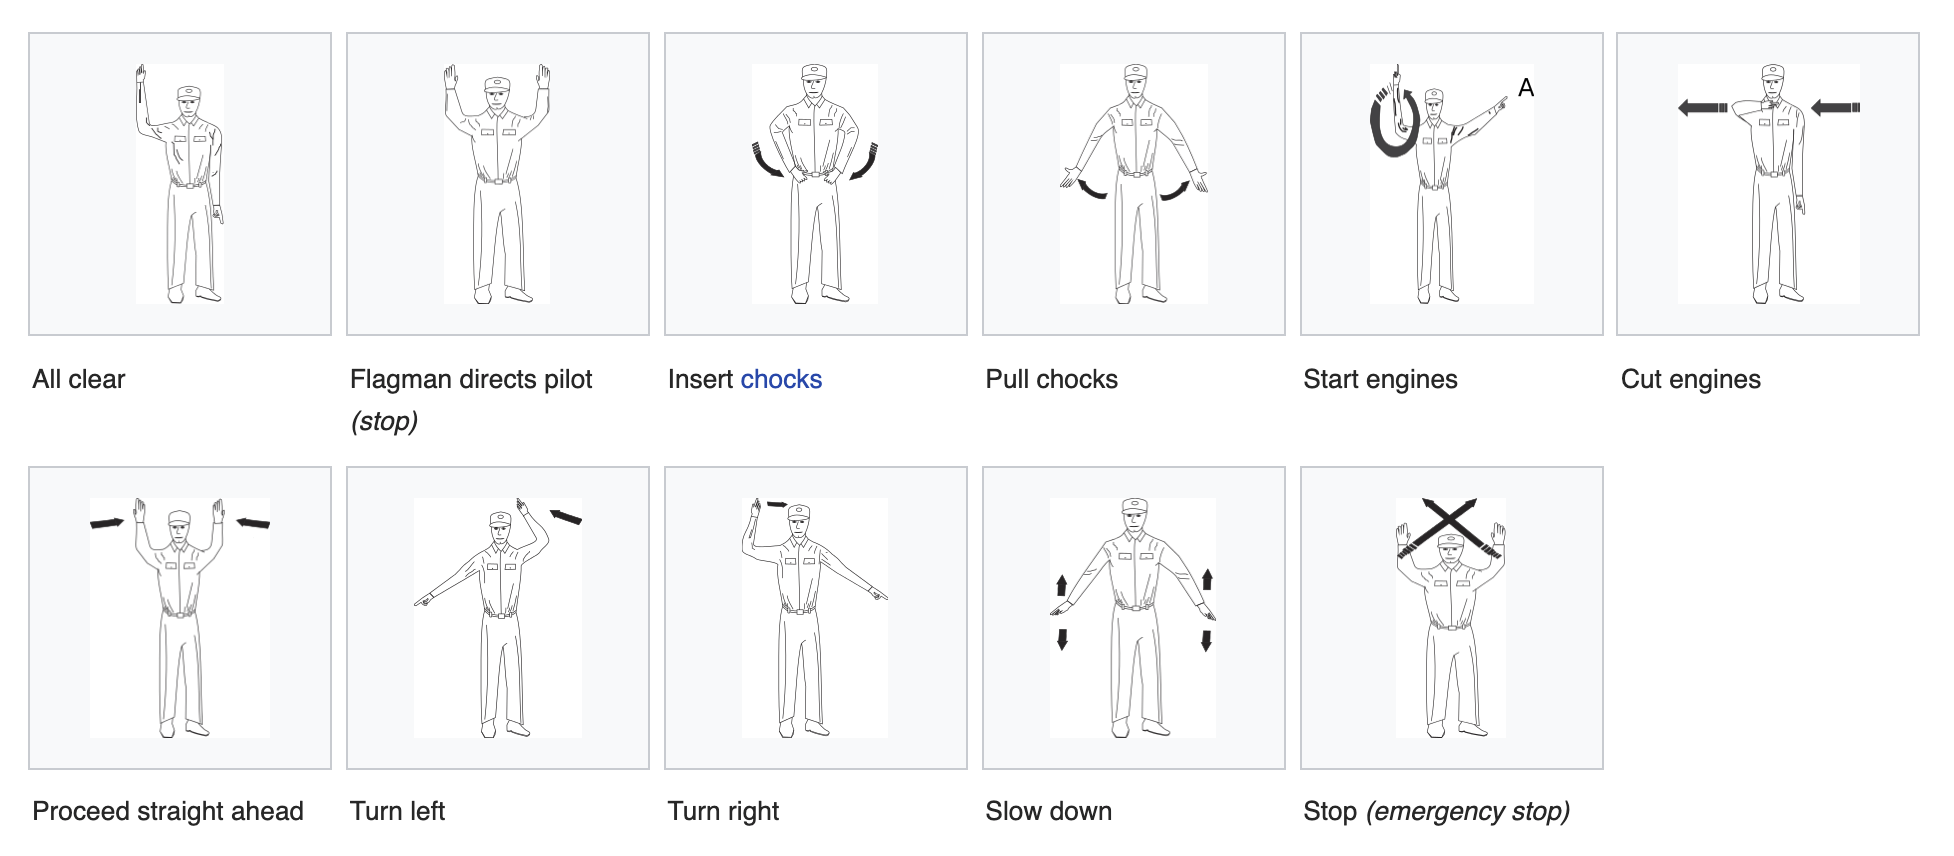 A
All clear
Flagman directs pilot
(stop)
Insert chocks
Pull chocks
Start engines
Cut engines
Proceed straight ahead
Turn left
Turn right
Slow down
Stop (emergency stop)